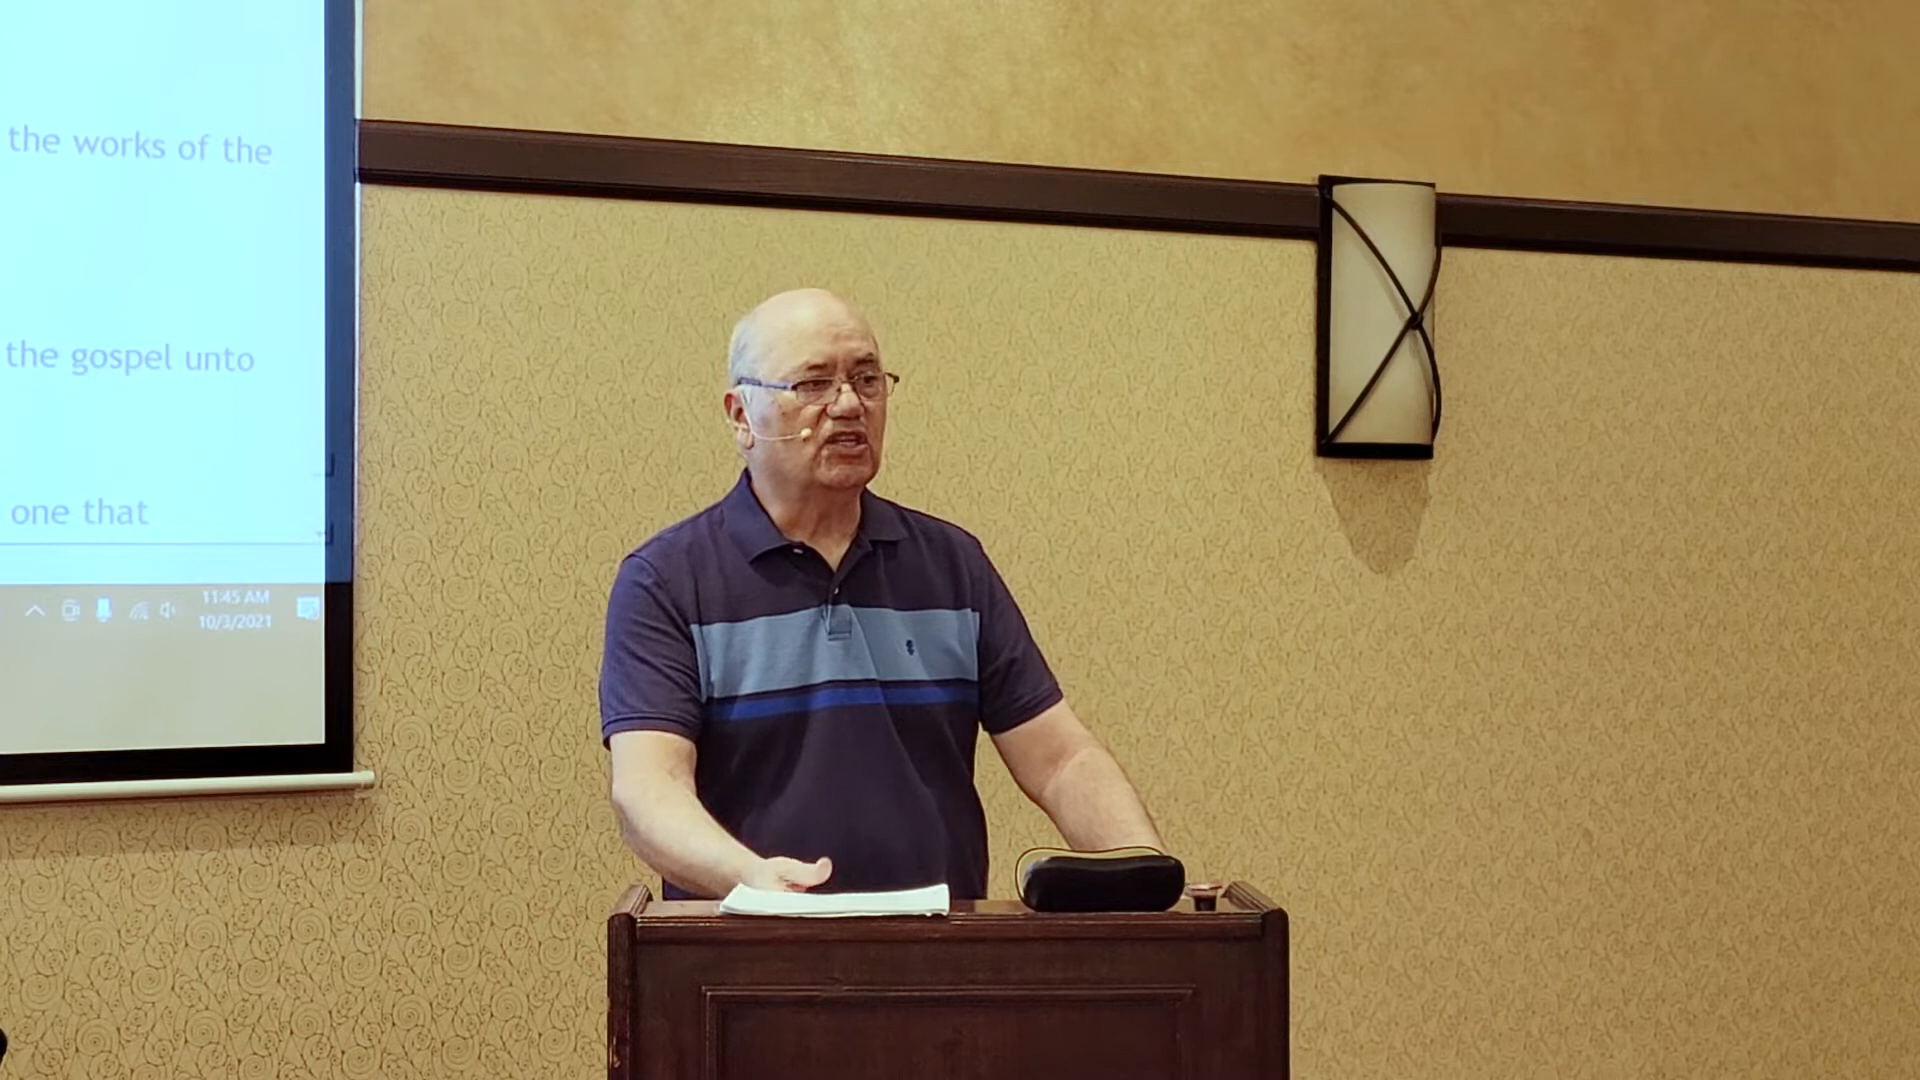 the works of the
the gospel unto
one that
11:45 AM
10/3/2021